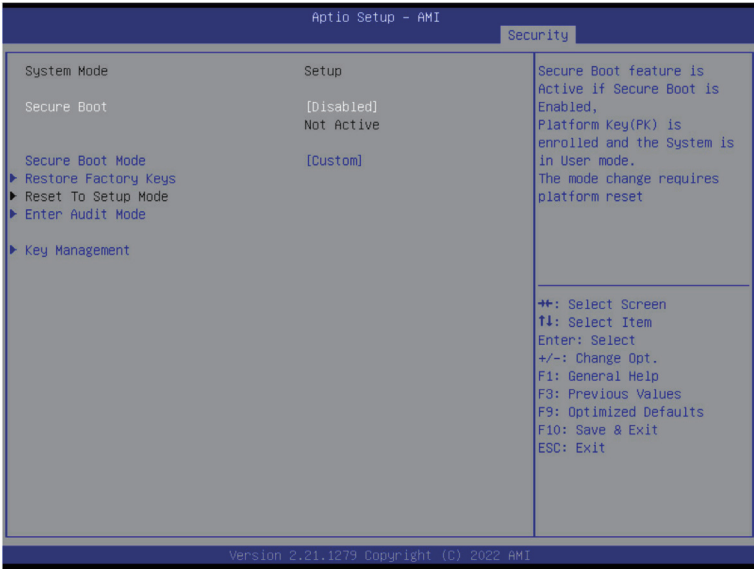 Aptio Setup – AMI
Security
System Mode Setup
Secure Boot [Disabled]
Not Active
Secure Boot Mode [Custom]
Restore Factory Keys
Reset To Setup Mode
Enter Audit Mode
Key Management
Secure Boot feature is
Active if Secure Boot is
Enabled,
Platform Key(PK) is
enrolled and the System is
in User mode.
The mode change requires
platform reset
→←: Select Screen
↑↓: Select Item
Enter: Select
+/-: Change Opt.
F1: General Help
F3: Previous Values
F9: Optimized Defaults
F10: Save & Exit
ESC: Exit
Version 2.21.1279 Copyright (C) 2022 AMI